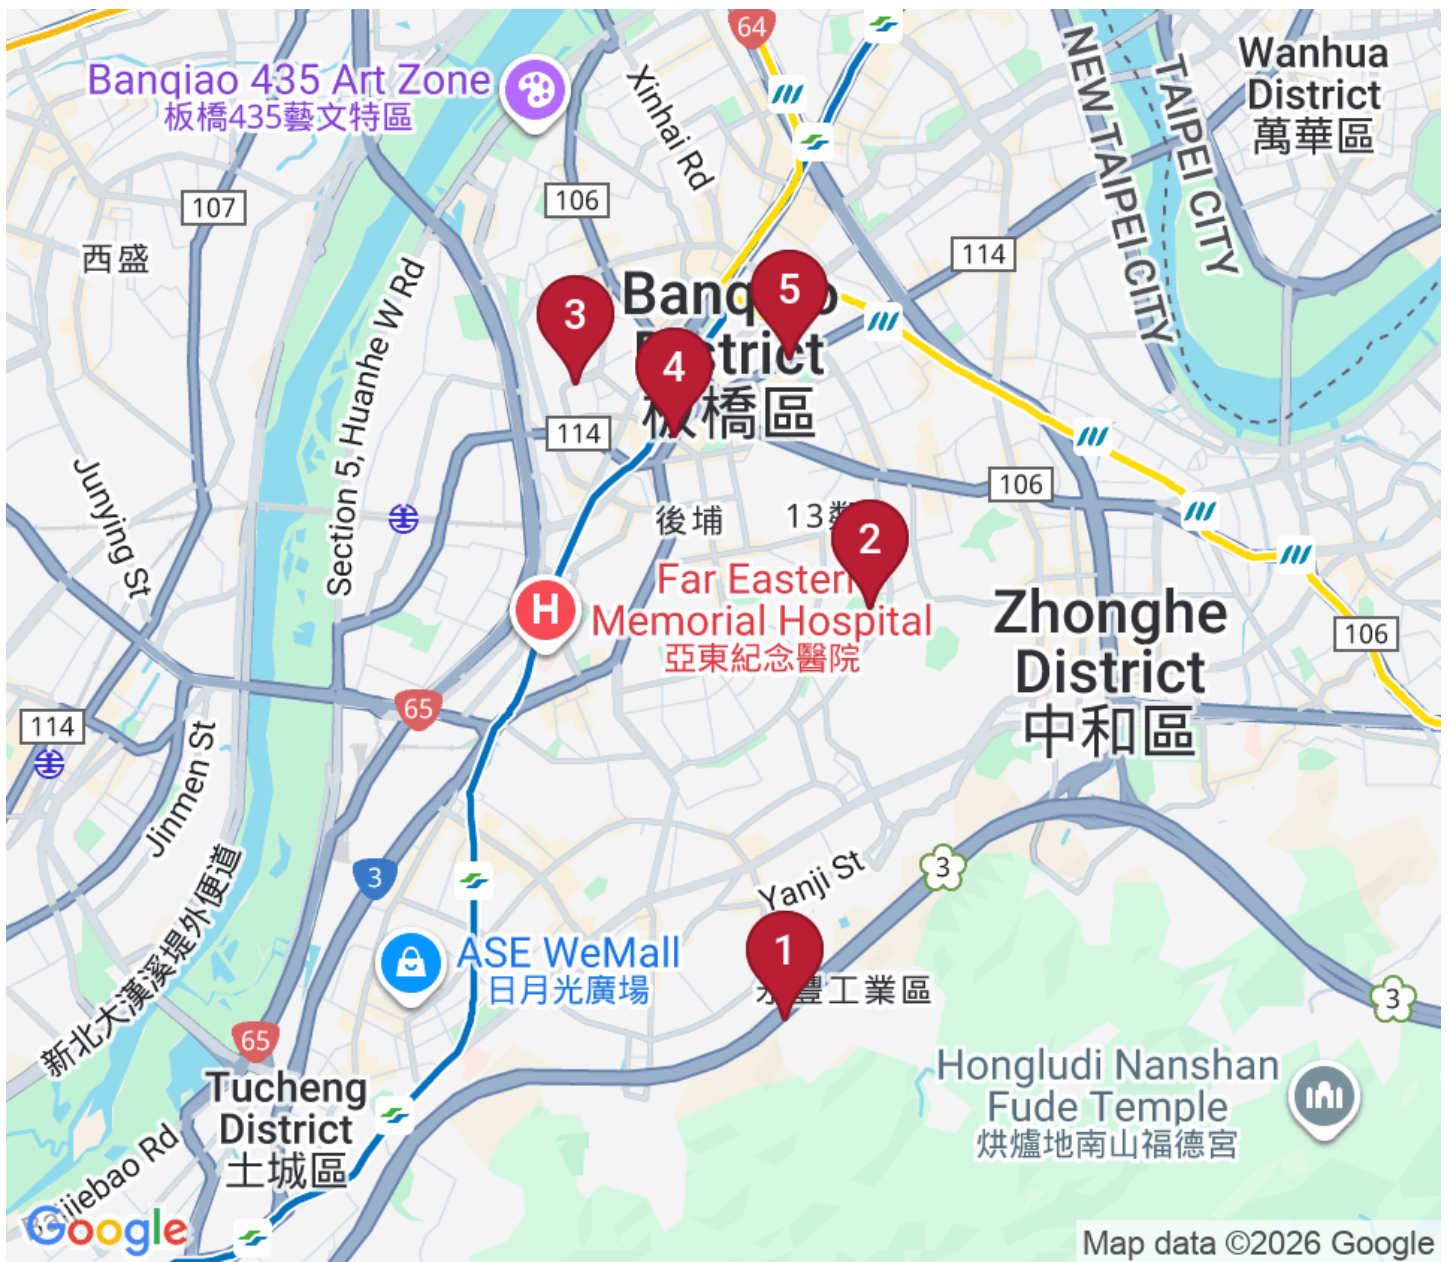 64
Wanhua
District
萬華區
Banqiao 435 Art Zone
板橋435藝文特區
Xinhai Rd
NEW TAIPEI CITY
TAIPEI CITY
107
106
西盛
114
Section 5, Huanhe W Rd
3
5
District
4
板橋區
114
106
Junying St
後埔
2
Far Eastern
Memorial Hospital
亞東紀念醫院
H
Zhonghe
District
中和區
106
65
114
Jinmen St
3
Yanji St
3
ASE WeMall
日月光廣場
1
永豐工業區
3
新北大漢溪堤外便道
65
Hongludi Nanshan
Fude Temple
烘爐地南山福德宮
Tucheng
District
土城區
Google
Map data ©2026 Google